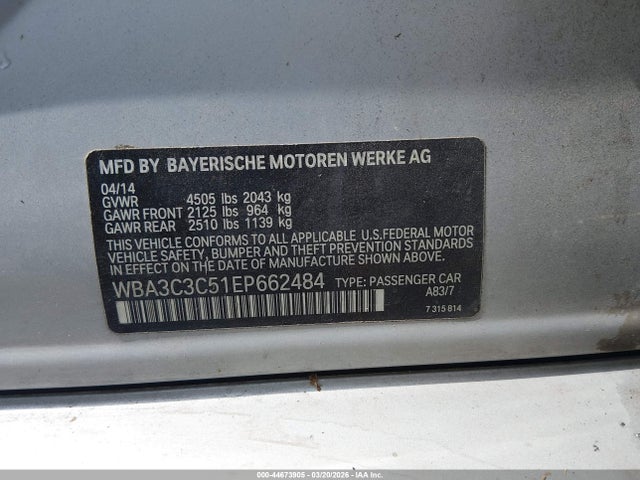 MFD BY BAYERISCHE MOTOREN WERKE AG
04/14
GVWR 4505 lbs 2043 kg
GAWR FRONT 2125 lbs 964 kg
GAWR REAR 2510 lbs 1139 kg
THIS VEHICLE CONFORMS TO ALL APPLICABLE U.S.FEDERAL MOTOR
VEHICLE SAFETY, BUMPER, AND THEFT PREVENTION STANDARDS
IN EFFECT ON THE DATE OF MANUFACTURE SHOWN ABOVE.
WBA3C3C51EP662484 TYPE: PASSENGER CAR
A83/7
7 315 814
000-44673905 - 03/20/2026 - IAA Inc.